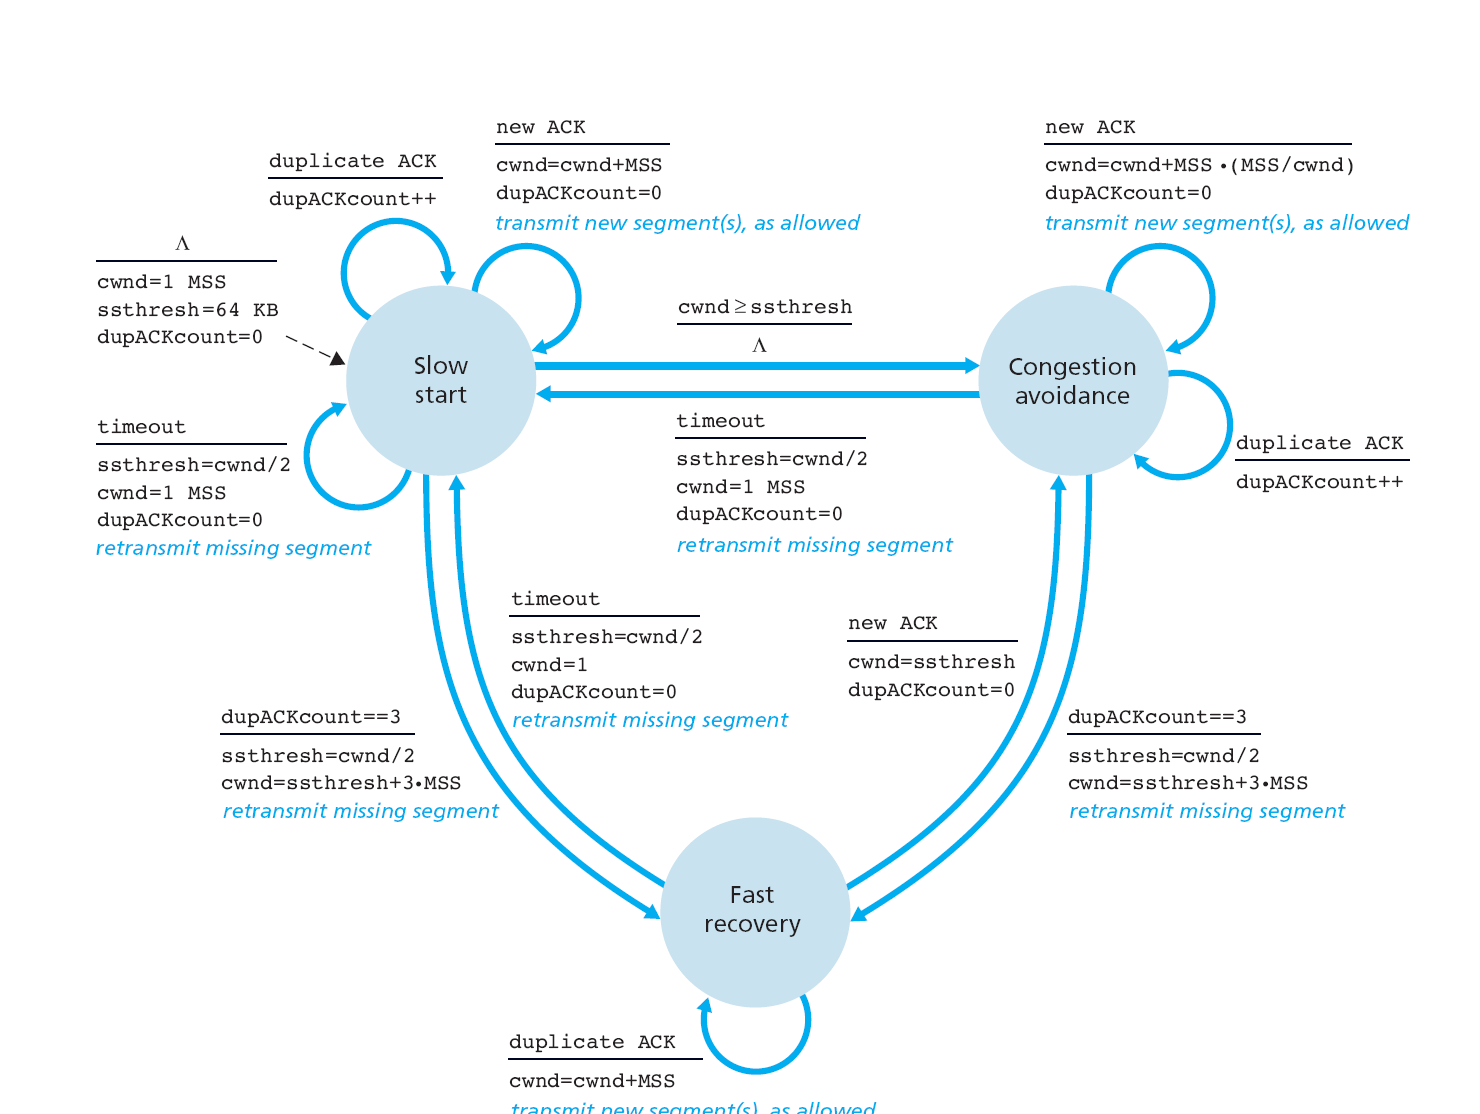 new ACK
cwnd=cwnd+MSS
dupACKcount=0
transmit new segment(s), as allowed
new ACK
cwnd=cwnd+MSS •(MSS/cwnd)
dupACKcount=0
transmit new segment(s), as allowed
duplicate ACK
dupACKcount++
Λ
cwnd=1 MSS
ssthresh=64 KB
dupACKcount=0
cwnd≥ssthresh
Λ
Slow
start
Congestion
avoidance
timeout
ssthresh=cwnd/2
cwnd=1 MSS
dupACKcount=0
retransmit missing segment
timeout
ssthresh=cwnd/2
cwnd=1 MSS
dupACKcount=0
retransmit missing segment
duplicate ACK
dupACKcount++
timeout
ssthresh=cwnd/2
cwnd=1
dupACKcount=0
retransmit missing segment
new ACK
cwnd=ssthresh
dupACKcount=0
dupACKcount==3
ssthresh=cwnd/2
cwnd=ssthresh+3•MSS
retransmit missing segment
dupACKcount==3
ssthresh=cwnd/2
cwnd=ssthresh+3•MSS
retransmit missing segment
Fast
recovery
duplicate ACK
cwnd=cwnd+MSS
transmit new segment(s), as allowed